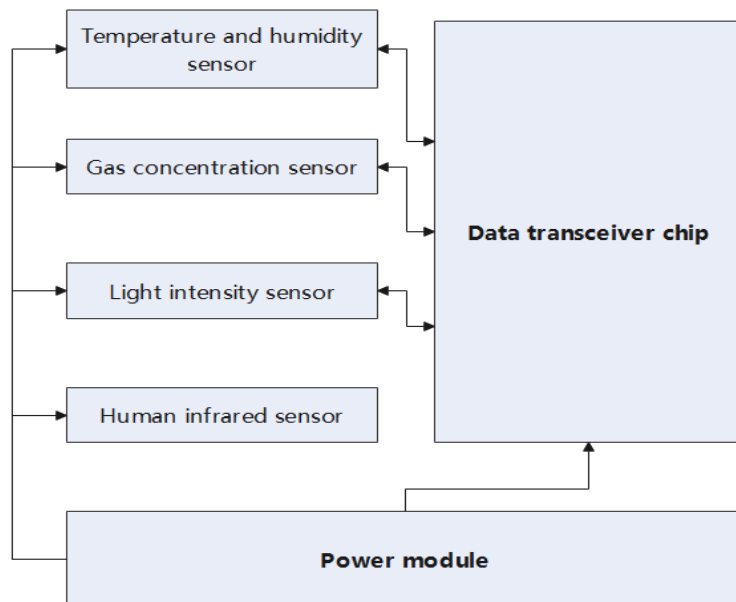 Temperature and humidity
sensor
Gas concentration sensor
Data transceiver chip
Light intensity sensor
Human infrared sensor
Power module